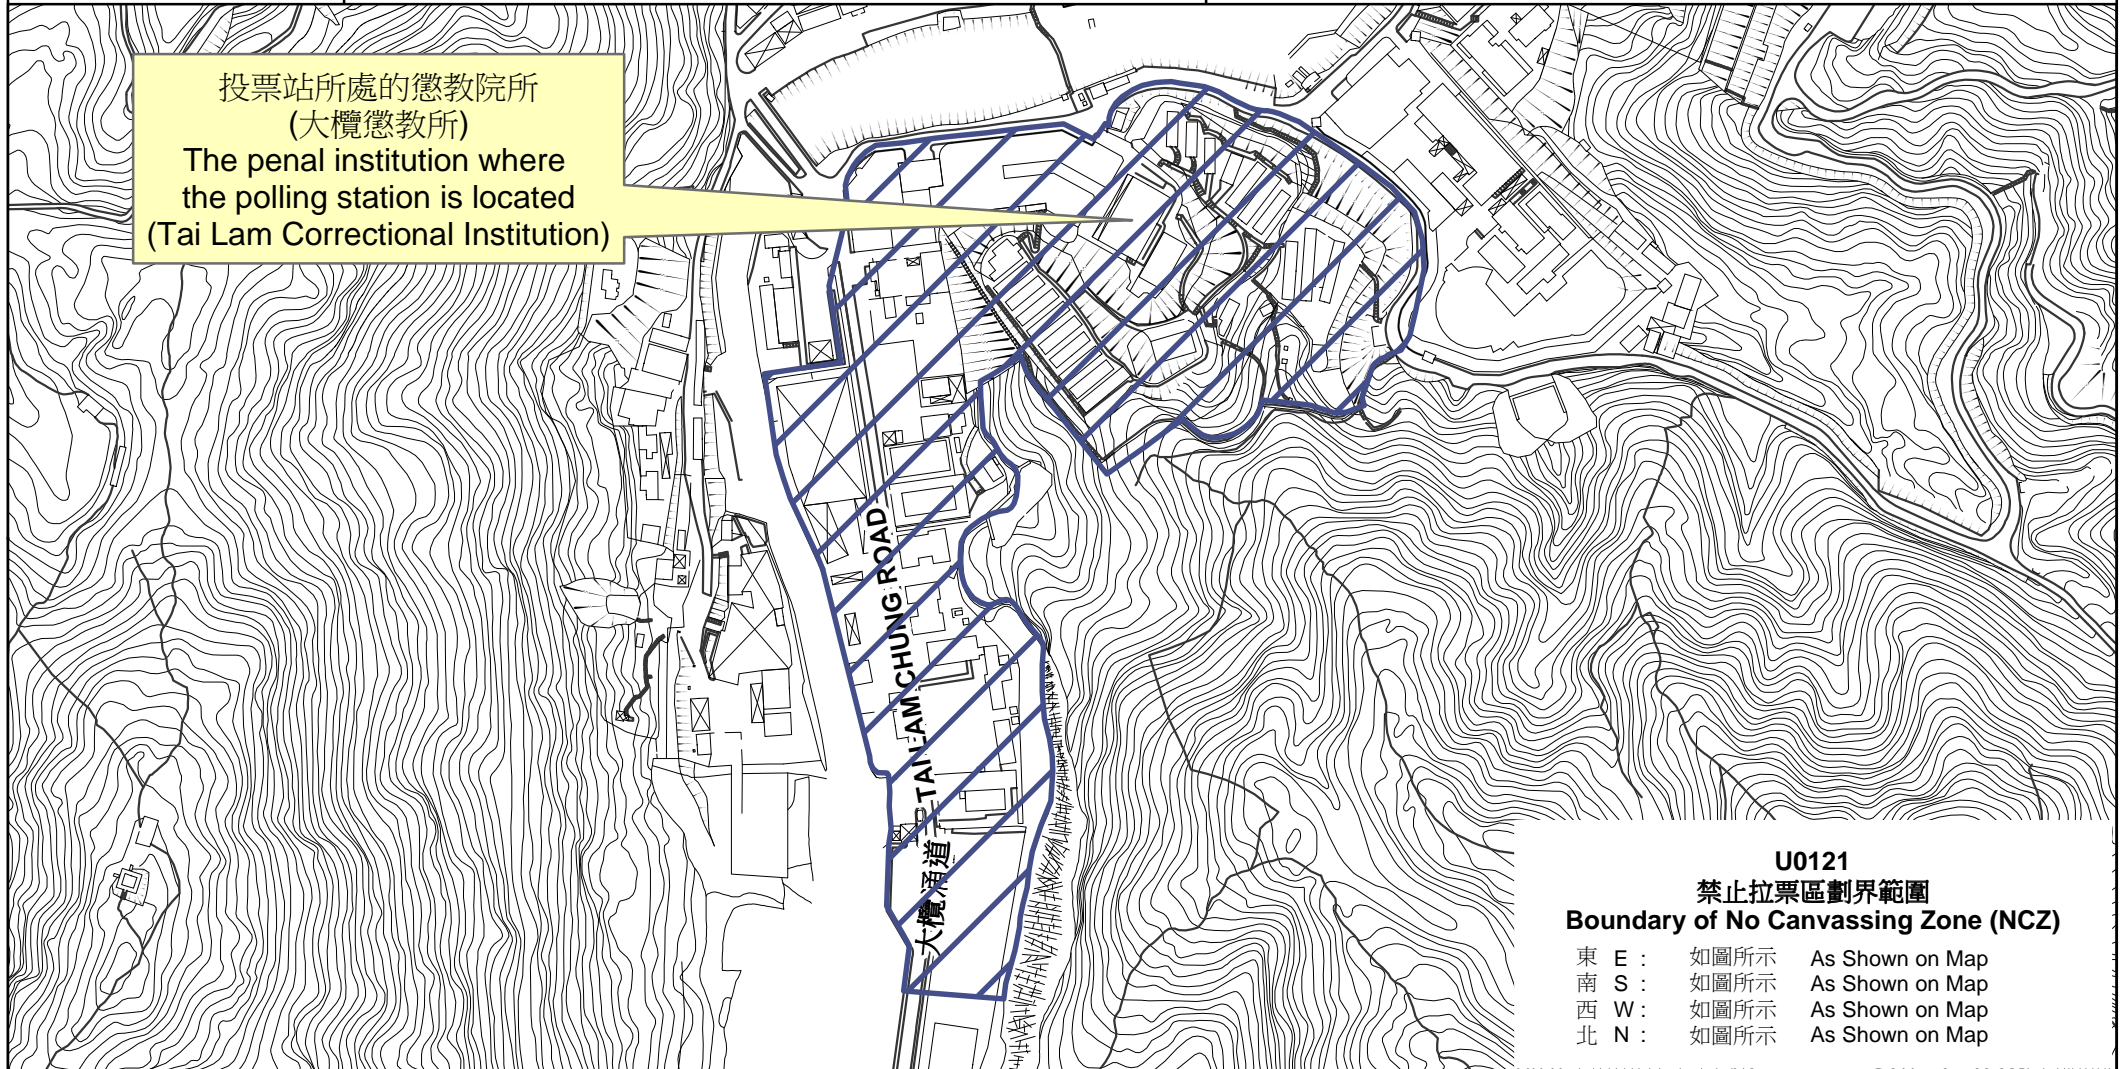 投票站所處的懲教院所
(大欖懲教所)
The penal institution where
the polling station is located
(Tai Lam Correctional Institution)
大欖涌道 TAI LAM CHUNG ROAD
U0121
禁止拉票區劃界範圍
Boundary of No Canvassing Zone (NCZ)
東 E : 如圖所示 As Shown on Map
南 S : 如圖所示 As Shown on Map
西 W : 如圖所示 As Shown on Map
北 N : 如圖所示 As Shown on Map